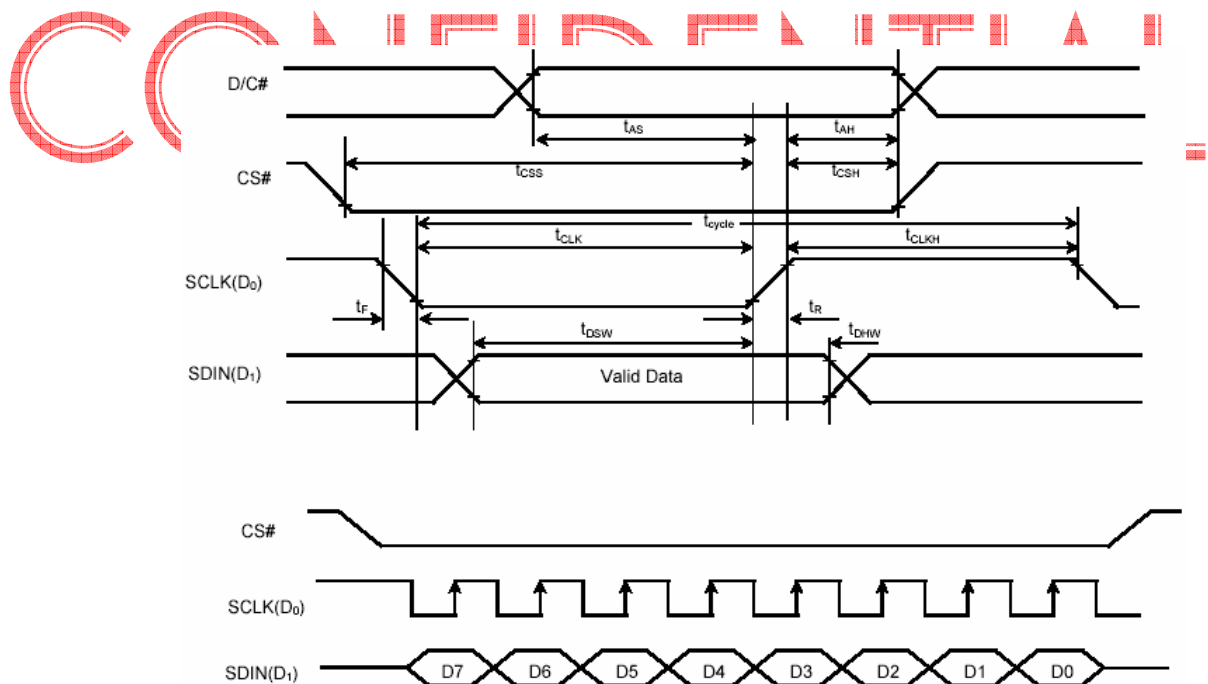 CONFIDENTIAL
D/C#
tAS
tAH
CS#
tCSS
tCSH
tcycle
tCLK
tCLKH
SCLK(D0)
tF
tR
tDSW
tDHW
SDIN(D1)
Valid Data
CS#
SCLK(D0)
SDIN(D1)
D7 D6 D5 D4 D3 D2 D1 D0